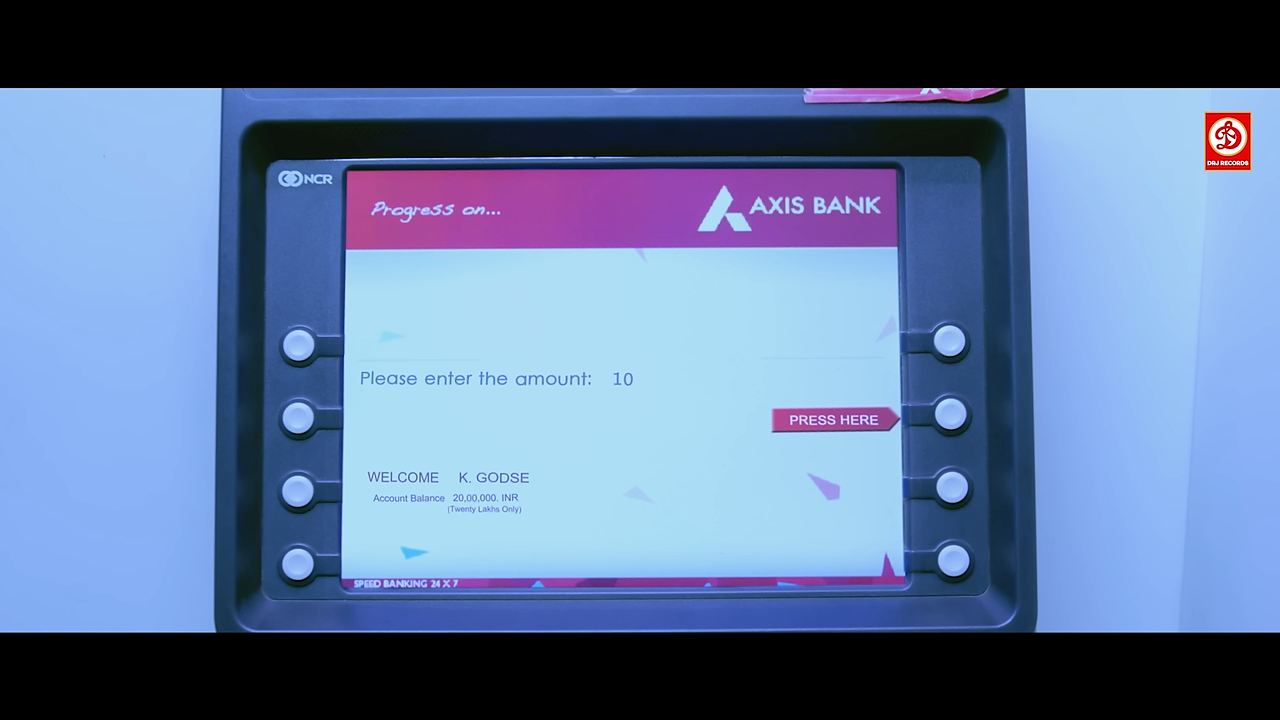 DRJ RECORDS
NCR
Progress on...
AXIS BANK
Please enter the amount: 10
PRESS HERE
WELCOME K. GODSE
Account Balance 20,00,000. INR
(Twenty Lakhs Only)
SPEED BANKING 24 X 7